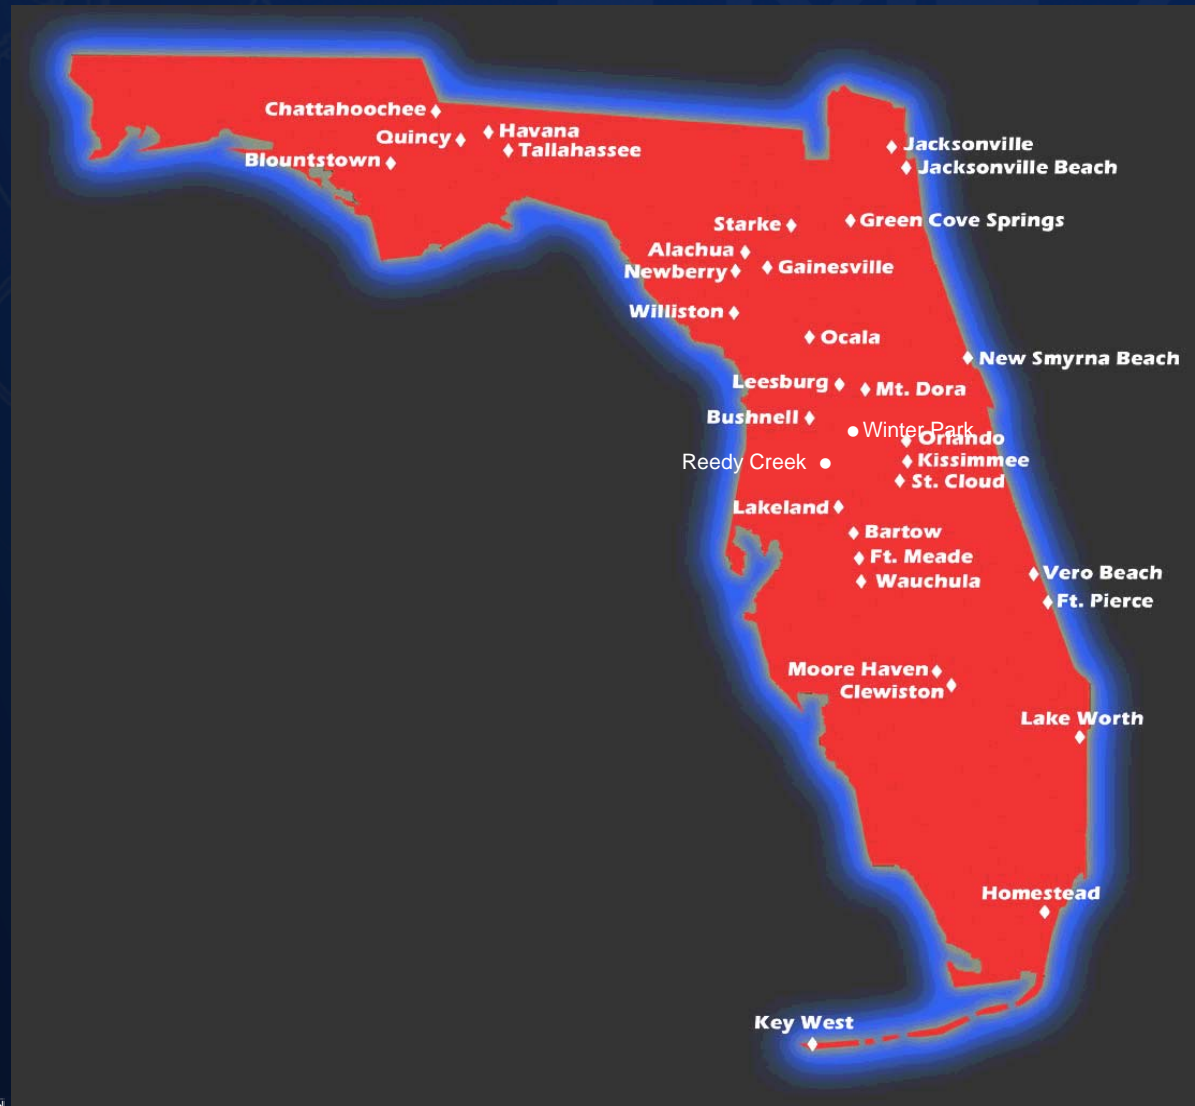 Chattahoochee
Havana
Quincy
Tallahassee
Blountstown
Jacksonville
Jacksonville Beach
Starke
Green Cove Springs
Alachua
Newberry
Gainesville
Williston
Ocala
New Smyrna Beach
Leesburg
Mt. Dora
Bushnell
Winter Park
Orlando
Reedy Creek
Kissimmee
St. Cloud
Lakeland
Bartow
Ft. Meade
Wauchula
Vero Beach
Ft. Pierce
Moore Haven
Clewiston
Lake Worth
Homestead
Key West